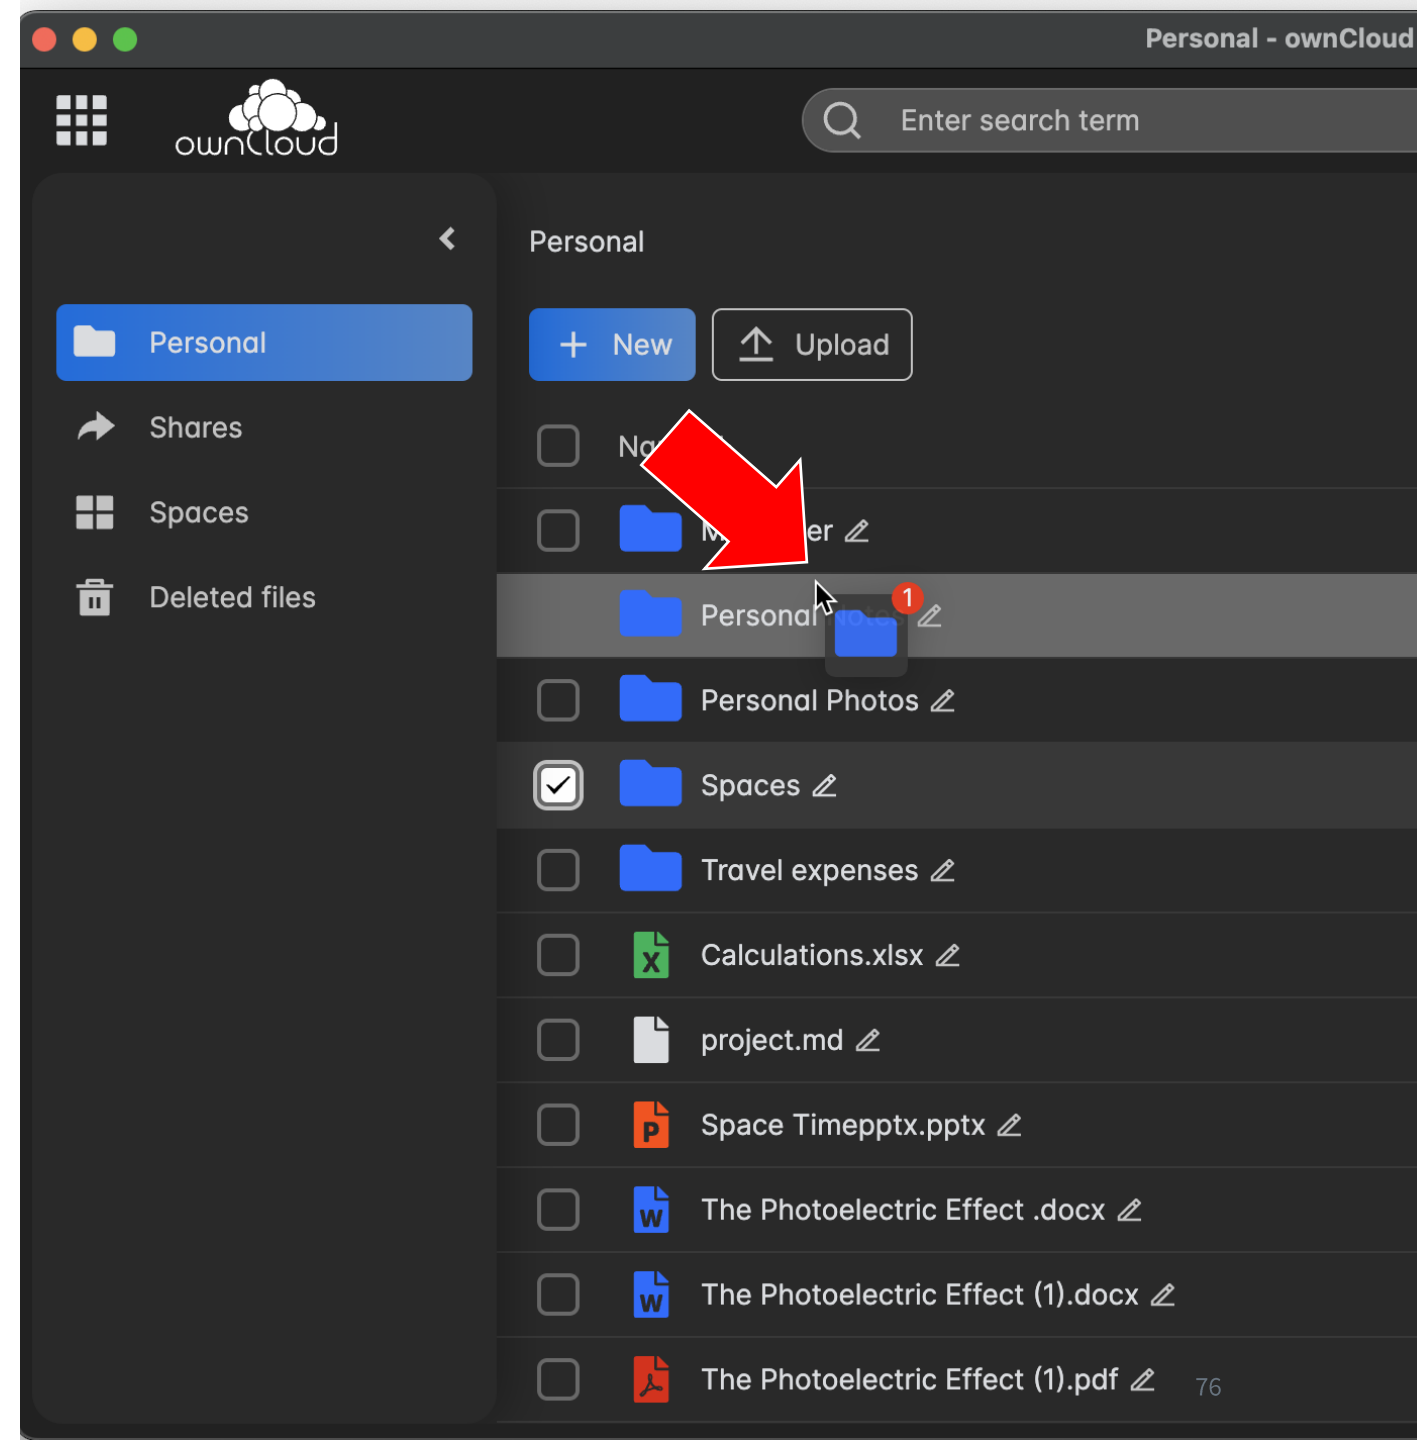 Personal - ownCloud
ownCloud
Enter search term
Personal
Personal
+ New
Upload
Shares
Spaces
Deleted files
1
Personal Notes
Personal Photos
Spaces
Travel expenses
X
Calculations.xlsx
project.md
P
Space Timepptx.pptx
W
The Photoelectric Effect .docx
W
The Photoelectric Effect (1).docx
The Photoelectric Effect (1).pdf
76